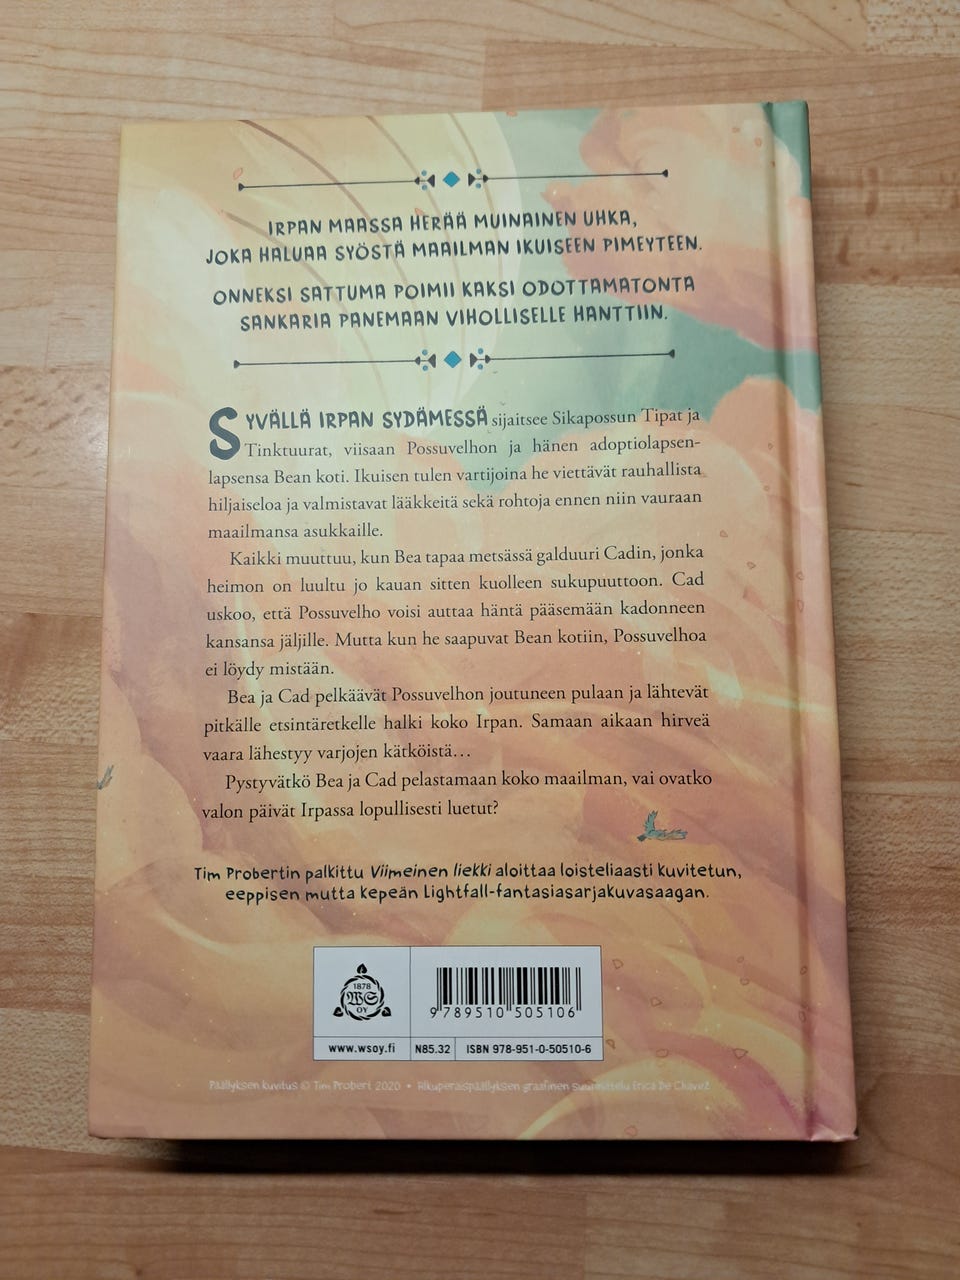 IRPAN MAASSA HERÄÄ MUINAINEN UHKA,
JOKA HALUAA SYÖSTÄ MAAILMAN IKUISEEN PIMEYTEEN.
ONNEKSI SATTUMA POIMII KAKSI ODOTTAMATONTA
SANKARIA PANEMAAN VIHOLLISELLE HANTTIIN.
SYVÄLLÄ IRPAN SYDÄMESSÄ sijaitsee Sikapossun Tipat ja
Tinktuurat, viisaan Possuvelhon ja hänen adoptiolapsen-
lapsensa Bean koti. Ikuisen tulen vartijoina he viettävät rauhallista
hiljaiseloa ja valmistavat lääkkeitä sekä rohtoja ennen niin vauraan
maailmansa asukkaille.
Kaikki muuttuu, kun Bea tapaa metsässä galduuri Cadin, jonka
heimon on luultu jo kauan sitten kuolleen sukupuuttoon. Cad
uskoo, että Possuvelho voisi auttaa häntä pääsemään kadonneen
kansansa jäljille. Mutta kun he saapuvat Bean kotiin, Possuvelhoa
ei löydy mistään.
Bea ja Cad pelkäävät Possuvelhon joutuneen pulaan ja lähtevät
pitkälle etsintäretkelle halki koko Irpan. Samaan aikaan hirveä
vaara lähestyy varjojen kätköistä…
Pystyvätkö Bea ja Cad pelastamaan koko maailman, vai ovatko
valon päivät Irpassa lopullisesti luetut?
Tim Probertin palkittu Viimeinen liekki aloittaa loisteliaasti kuvitetun,
eeppisen mutta kepeän Lightfall-fantasiasarjakuvasaagan.
1878
WS
OY
9 789510 505106
www.wsoy.fi N85.32 ISBN 978-951-0-50510-6
Päällyksen kuvitus © Tim Probert 2020 • Alkuperäispäällyksen graafinen suunnittelu Erica De Chavez